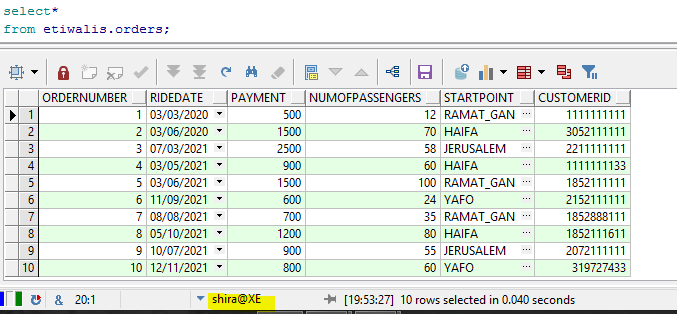 select*
from etiwalis.orders;
ORDERNUMBER RIDEDATE PAYMENT NUMOFPASSENGERS STARTPOINT CUSTOMERID
1 1 03/03/2020 500 12 RAMAT_GAN ... 1111111111
2 2 03/06/2020 1500 70 HAIFA ... 3052111111
3 3 07/03/2021 2500 58 JERUSALEM ... 2211111111
4 4 03/05/2021 900 60 HAIFA ... 1111111133
5 5 03/06/2021 1500 100 RAMAT_GAN ... 1852111111
6 6 11/09/2021 600 24 YAFO ... 2152111111
7 7 08/08/2021 700 35 RAMAT_GAN ... 1852888111
8 8 05/10/2021 1200 80 HAIFA ... 1852111611
9 9 10/07/2021 900 55 JERUSALEM ... 2072111111
10 10 12/11/2021 800 60 YAFO ... 319727433
& 20:1 shira@XE [19:53:27] 10 rows selected in 0.040 seconds